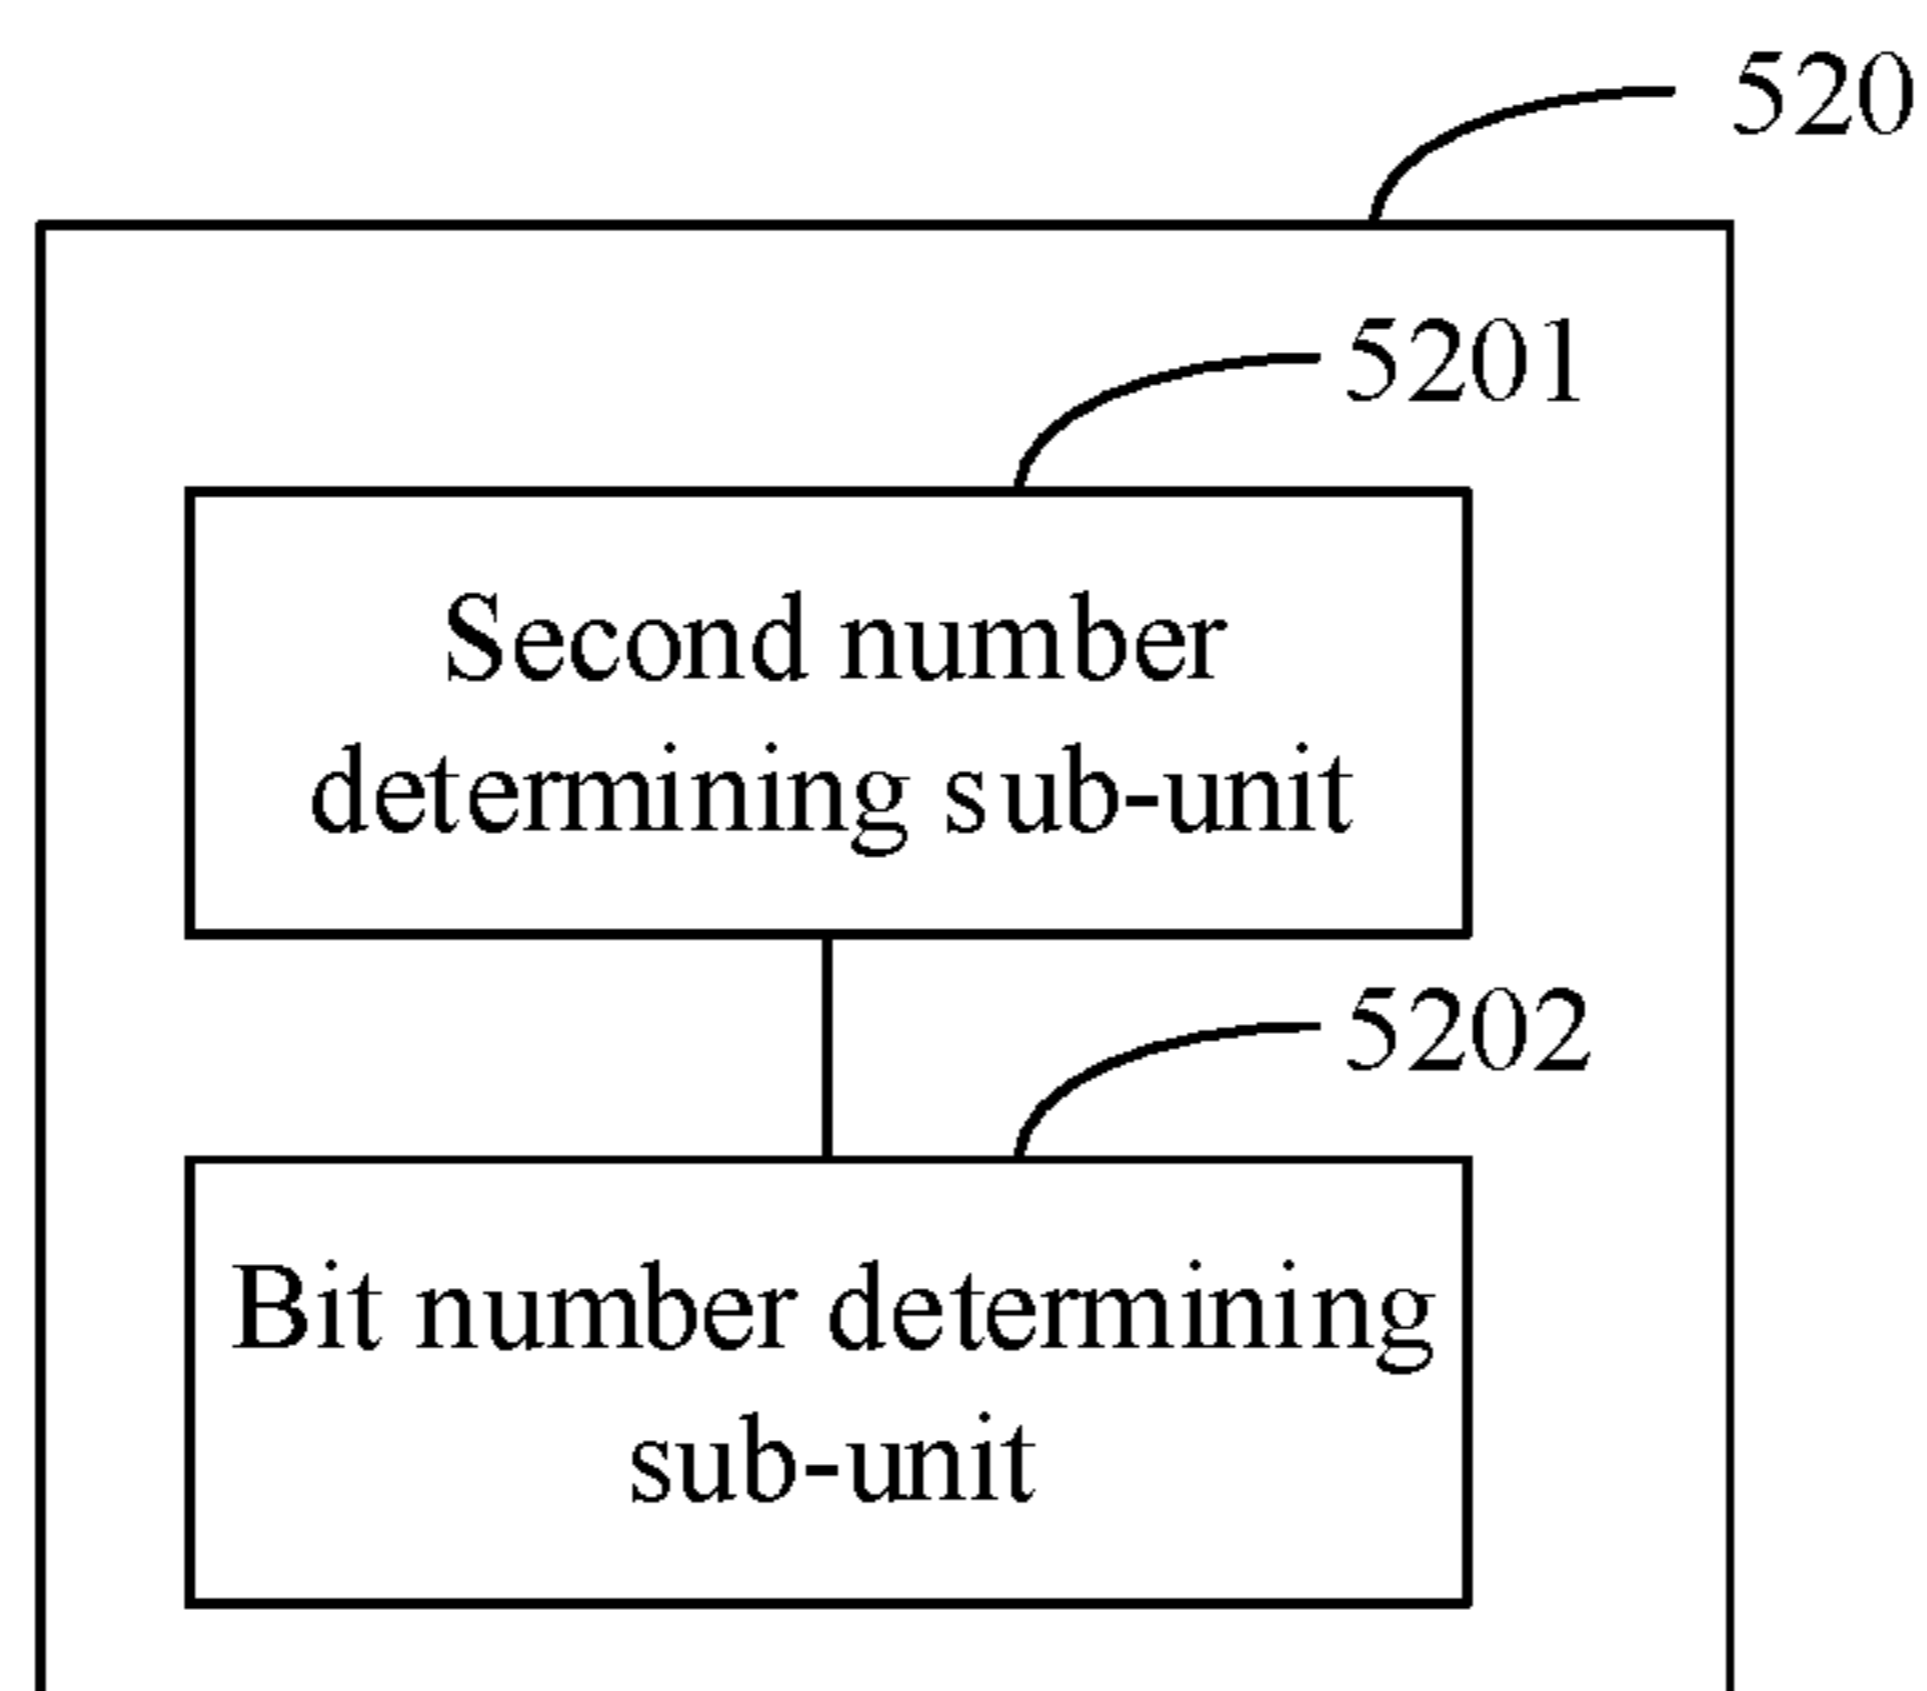 520
5201
Second number
determining sub-unit
5202
Bit number determining
sub-unit